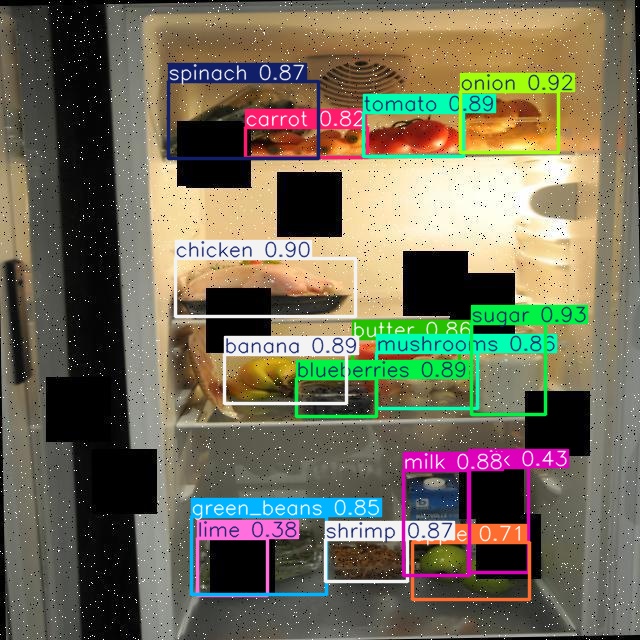 spinach 0.87
onion 0.92
tomato 0.89
carrot 0.82
chicken 0.90
sugar 0.93
butter 0.86
banana 0.89
mushrooms 0.85
blueberries 0.89
milk 0.88
0.43
green_beans 0.85
lime 0.38
shrimp 0.87
0.71